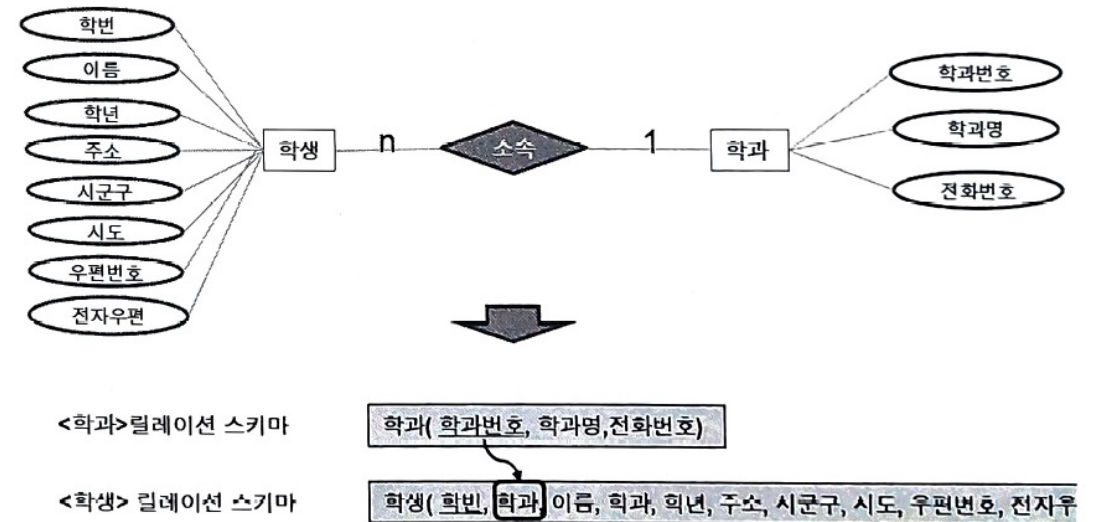 학번
이름
학년
주소
시군구
시도
우편번호
전자우편
학생
n
소속
1
학과
학과번호
학과명
전화번호
<학과>릴레이션 스키마
학과( 학과번호, 학과명,전화번호)
<학생> 릴레이션 스키마
학생( 학번, 학과, 이름, 학과, 학년, 주소, 시군구, 시도, 우편번호, 전자우